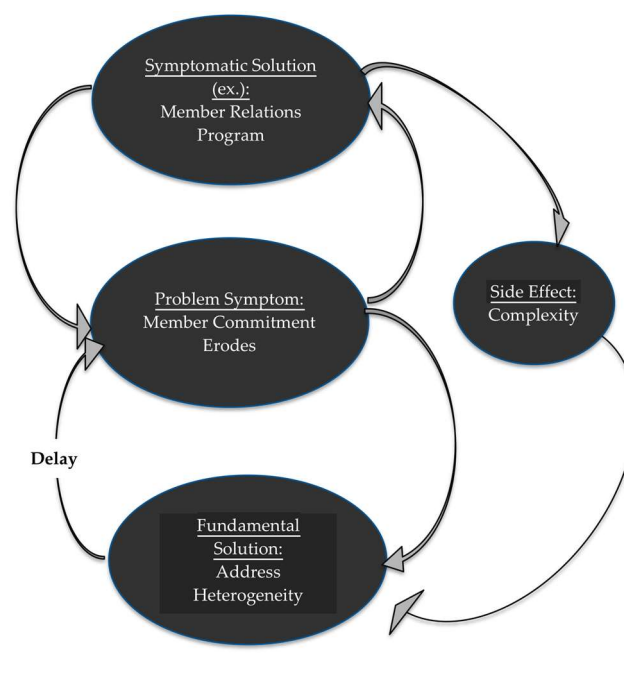 Symptomatic Solution
(ex.):
Member Relations
Program
Side Effect:
Complexity
Problem Symptom:
Member Commitment
Erodes
Delay
Fundamental
Solution:
Address
Heterogeneity